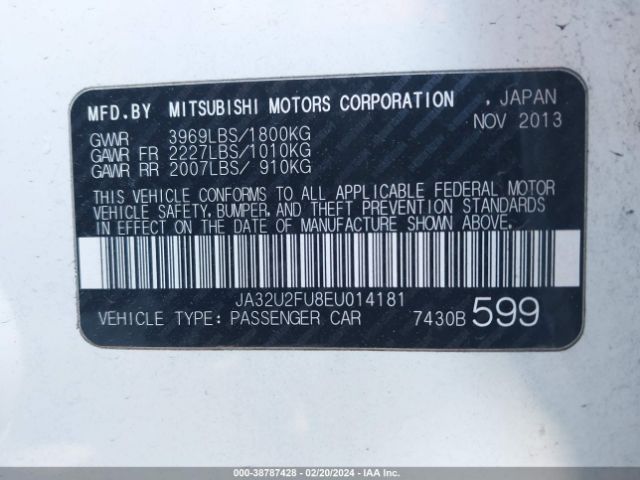 MFD.BY MITSUBISHI MOTORS CORPORATION . JAPAN
NOV 2013
GVWR 3969LBS/1800KG
GAWR FR 2227LBS/1010KG
GAWR RR 2007LBS/ 910KG
THIS VEHICLE CONFORMS TO ALL APPLICABLE FEDERAL MOTOR
VEHICLE SAFETY, BUMPER, AND THEFT PREVENTION STANDARDS
IN EFFECT ON THE DATE OF MANUFACTURE SHOWN ABOVE.
JA32U2FU8EU014181
VEHICLE TYPE: PASSENGER CAR 7430B 599
000-38787428 - 02/20/2024 - IAAI.com